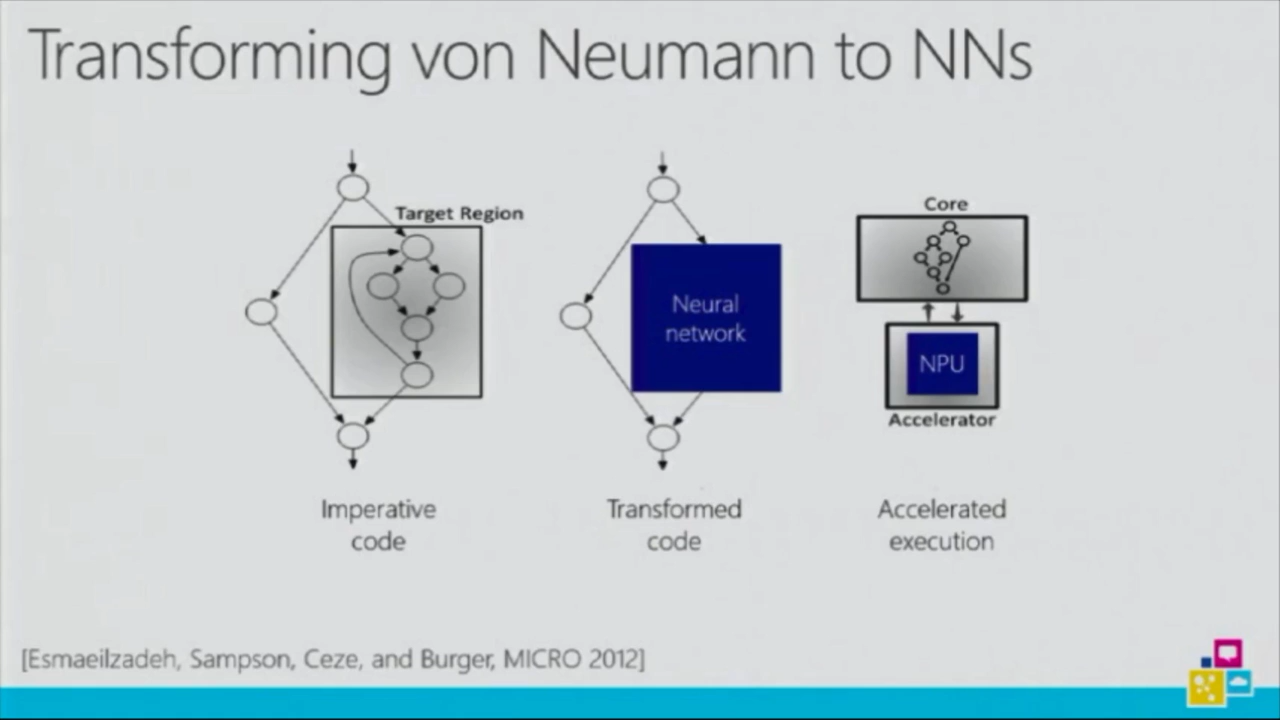 Transforming von Neumann to NNs
Target Region
Neural
network
Core
NPU
Accelerator
Imperative
code
Transformed
code
Accelerated
execution
[Esmaeilzadeh, Sampson, Ceze, and Burger, MICRO 2012]